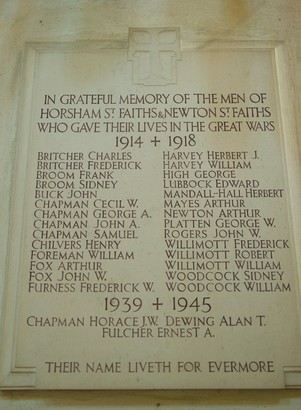 IN GRATEFUL MEMORY OF THE MEN OF
HORSHAM ST. FAITHS & NEWTON ST. FAITHS
WHO GAVE THEIR LIVES IN THE GREAT WARS
1914 + 1918
BRITCHER CHARLES
BRITCHER FREDERICK
BROOM FRANK
BROOM SIDNEY
BUCK JOHN
CHAPMAN CECIL W.
CHAPMAN GEORGE A.
CHAPMAN JOHN A.
CHAPMAN SAMUEL
CHILVERS HENRY
FOREMAN WILLIAM
FOX ARTHUR
FOX JOHN W.
FURNESS FREDERICK W.
HARVEY HERBERT J.
HARVEY WILLIAM
HIGH GEORGE
LUBBOCK EDWARD
MANDALL-HALL HERBERT
MAYES ARTHUR
NEWTON ARTHUR
PLATTEN GEORGE W.
ROGERS JOHN W.
WILLIMOTT FREDERICK
WILLIMOTT ROBERT
WILLIMOTT WILLIAM
WOODCOCK SIDNEY
WOODCOCK WILLIAM
1939 + 1945
CHAPMAN HORACE J.W. DEWING ALAN T.
FULCHER ERNEST A.
THEIR NAME LIVETH FOR EVERMORE